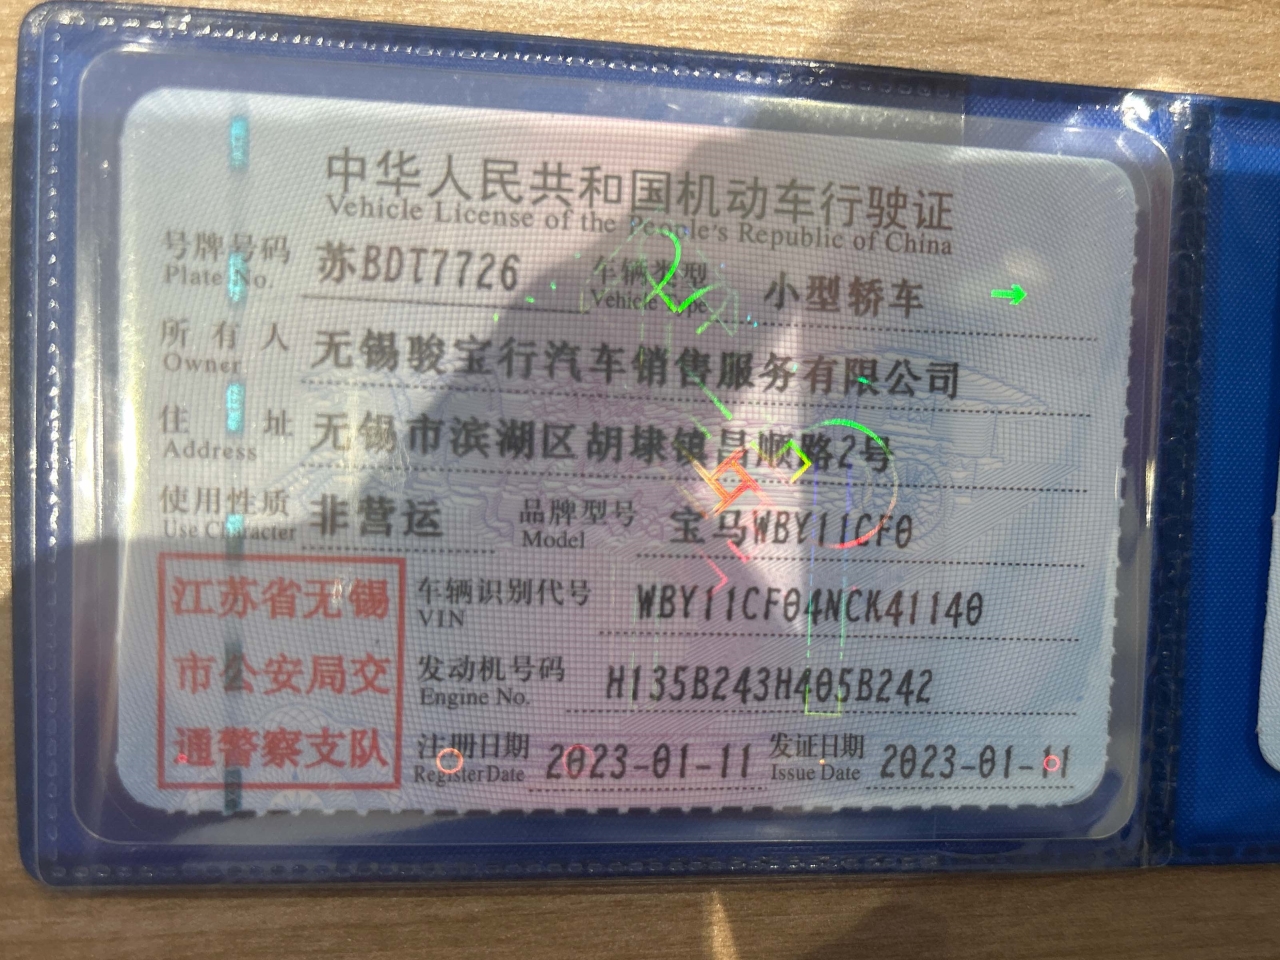 中华人民共和国机动车行驶证
Vehicle License of the People's Republic of China
号牌号码 苏BDT7726 车辆类型 小型轿车
Plate No. Vehicle Type
所有人 无锡骏宝行汽车销售服务有限公司
Owner
住址 无锡市滨湖区胡埭镇昌顺路2号
Address
使用性质 非营运 品牌型号 宝马WBY11CF0
Use Character Model
江苏省无锡
市公安局交
通警察支队
车辆识别代号 WBY11CF04NCK41140
VIN
发动机号码 H135B243H405B242
Engine No.
注册日期 2023-01-11 发证日期 2023-01-11
Register Date Issue Date